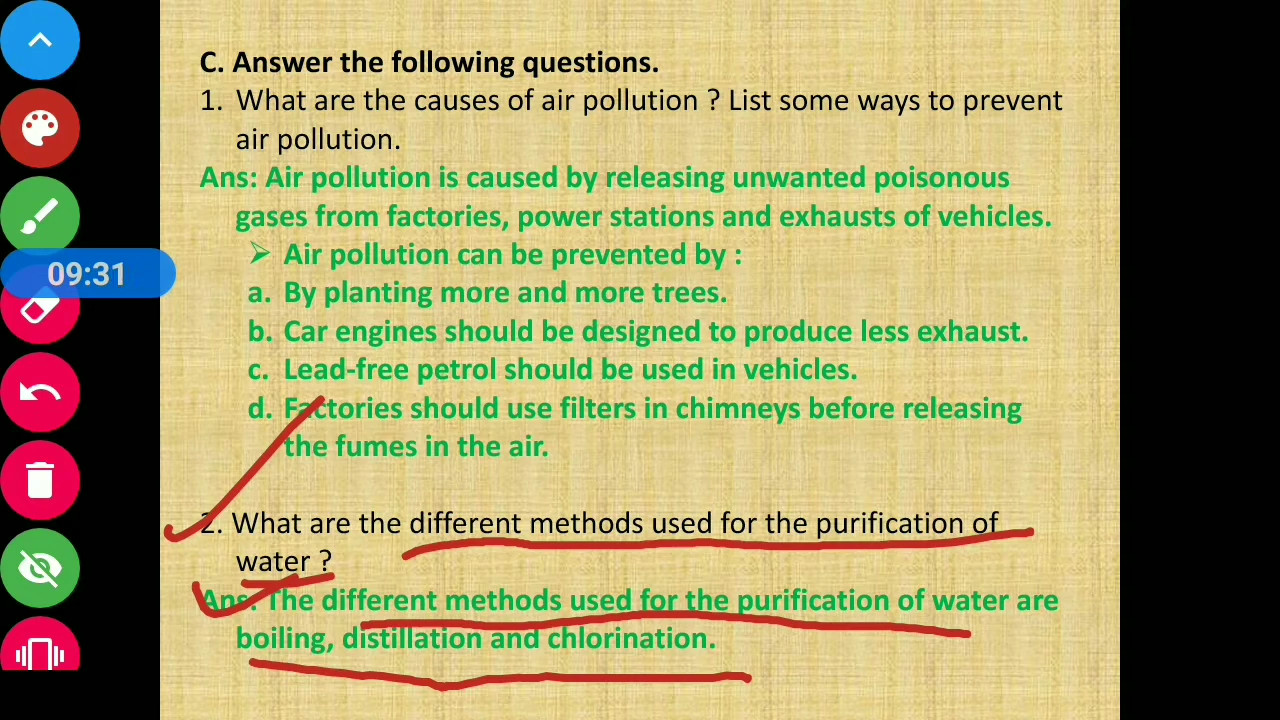 C. Answer the following questions.
1. What are the causes of air pollution ? List some ways to prevent
air pollution.
Ans: Air pollution is caused by releasing unwanted poisonous
gases from factories, power stations and exhausts of vehicles.
➢ Air pollution can be prevented by :
a. By planting more and more trees.
b. Car engines should be designed to produce less exhaust.
09:31
c. Lead-free petrol should be used in vehicles.
d. Factories should use filters in chimneys before releasing
the fumes in the air.
2. What are the different methods used for the purification of
water ?
Ans: The different methods used for the purification of water are
boiling, distillation and chlorination.